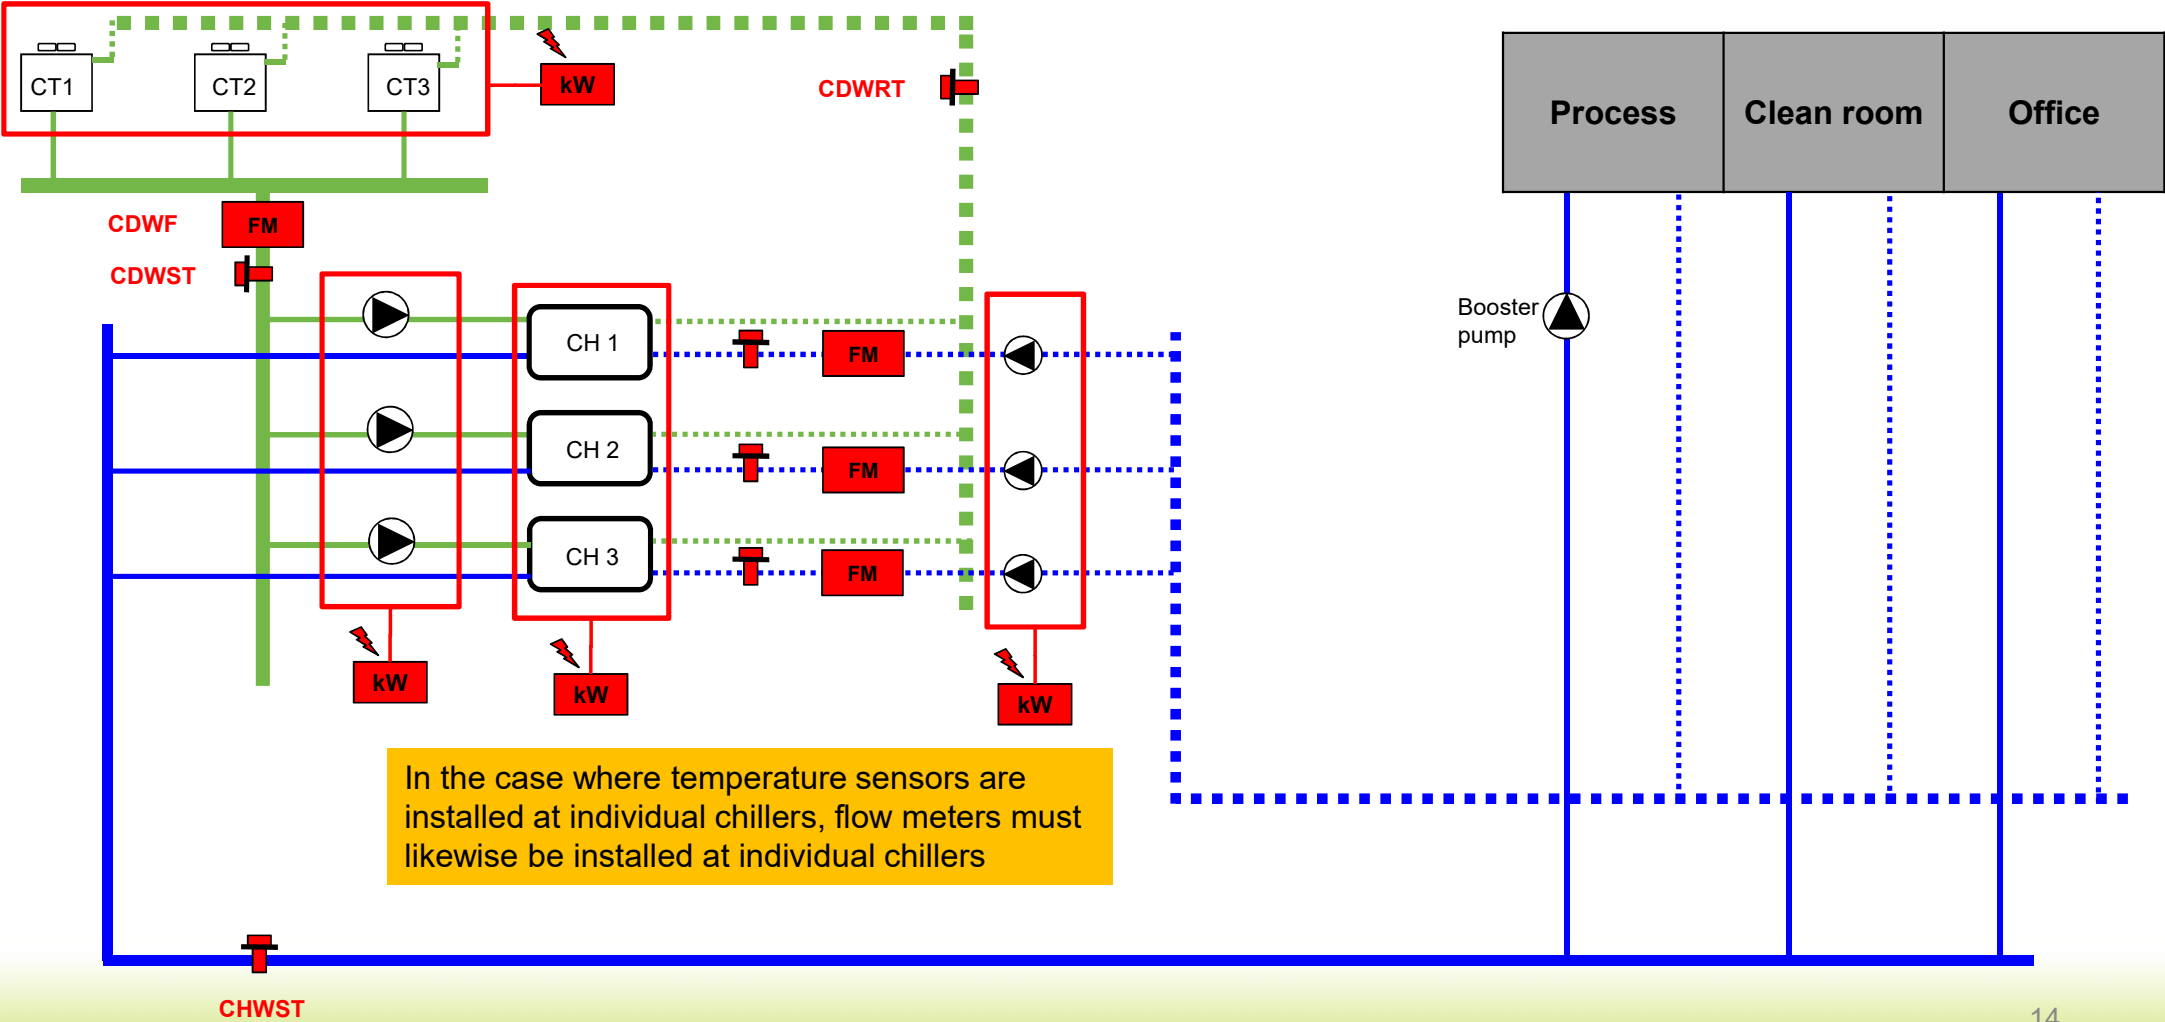 CT1
CT2
CT3
kW
CDWRT
Process
Clean room
Office
CDWF
FM
CDWST
Booster
pump
CH 1
FM
CH 2
FM
CH 3
FM
kW
kW
kW
In the case where temperature sensors are
installed at individual chillers, flow meters must
likewise be installed at individual chillers
CHWST
14